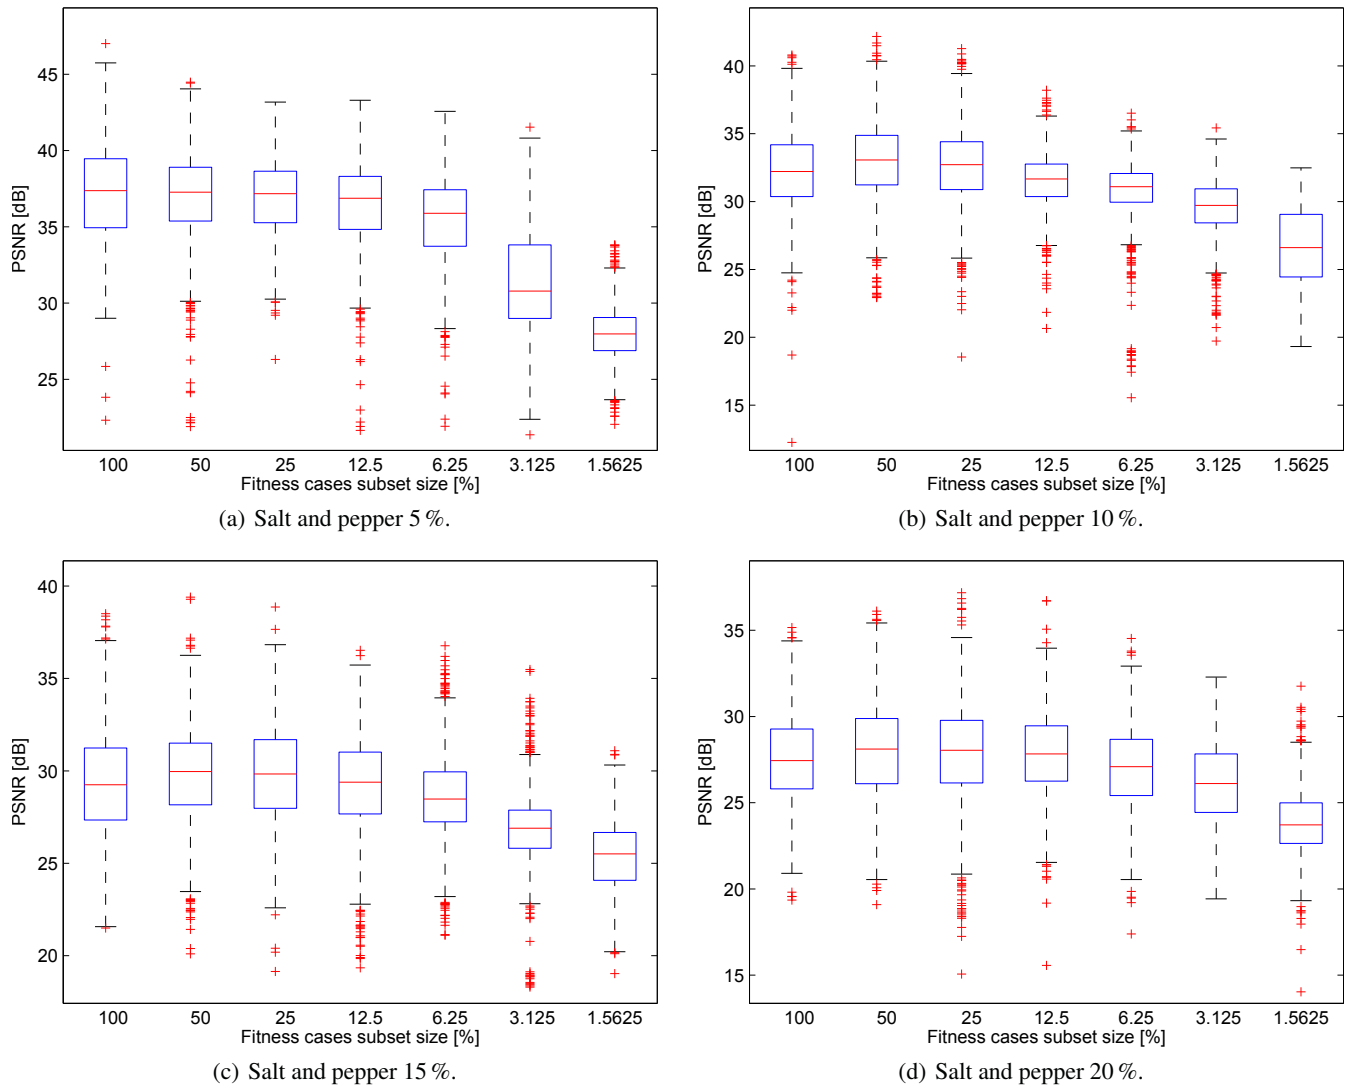 45
40
35
30
25
PSNR [dB]
100 50 25 12.5 6.25 3.125 1.5625
Fitness cases subset size [%]
(a) Salt and pepper 5 %.
40
35
30
25
20
15
PSNR [dB]
100 50 25 12.5 6.25 3.125 1.5625
Fitness cases subset size [%]
(b) Salt and pepper 10 %.
40
35
30
25
20
PSNR [dB]
100 50 25 12.5 6.25 3.125 1.5625
Fitness cases subset size [%]
(c) Salt and pepper 15 %.
35
30
25
20
15
PSNR [dB]
100 50 25 12.5 6.25 3.125 1.5625
Fitness cases subset size [%]
(d) Salt and pepper 20 %.